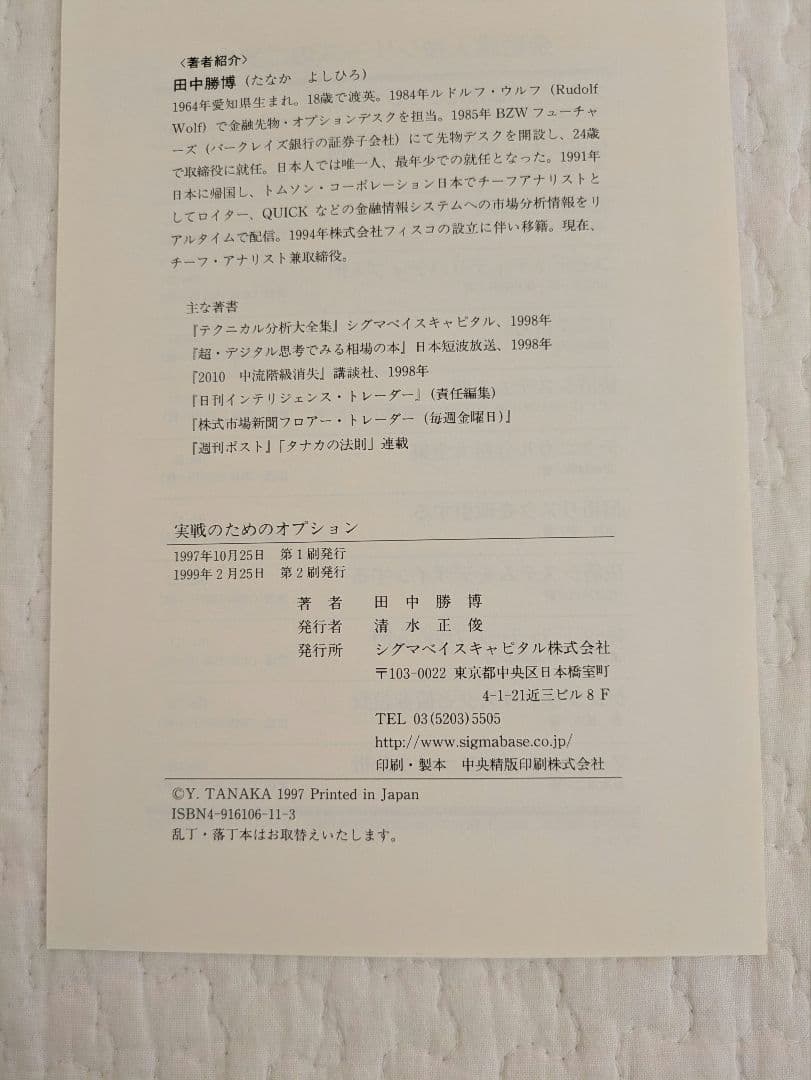 〈著者紹介〉
田中勝博（たなか　よしひろ）
1964年愛知県生まれ。18歳で渡英。1984年ルドルフ・ウルフ（Rudolf
Wolf）で金融先物・オプションデスクを担当。1985年 BZW フューチャ
ーズ（バークレイズ銀行の証券子会社）にて先物デスクを開設し、24歳
で取締役に就任。日本人では唯一人、最年少での就任となった。1991年
日本に帰国し、トムソン・コーポレーション日本でチーフアナリストと
してロイター、QUICK などの金融情報システムへの市場分析情報をリ
アルタイムで配信。1994年株式会社フィスコの設立に伴い移籍。現在、
チーフ・アナリスト兼取締役。
主な著書
『テクニカル分析大全集』シグマベイスキャピタル、1998年
『超・デジタル思考でみる相場の本』日本短波放送、1998年
『2010　中流階級消失』講談社、1998年
『日刊インテリジェンス・トレーダー』（責任編集）
『株式市場新聞フロアー・トレーダー（毎週金曜日）』
『週刊ポスト』「タナカの法則」連載
実戦のためのオプション
1997年10月25日　第1刷発行
1999年2月25日　第2刷発行
著　者　田 中 勝 博
発行者　清 水 正 俊
発行所　シグマベイスキャピタル株式会社
〒103-0022 東京都中央区日本橋室町
4-1-21近三ビル8F
TEL 03(5203)5505
http://www.sigmabase.co.jp/
印刷・製本　中央精版印刷株式会社
©Y. TANAKA 1997 Printed in Japan
ISBN4-916106-11-3
乱丁・落丁本はお取替えいたします。